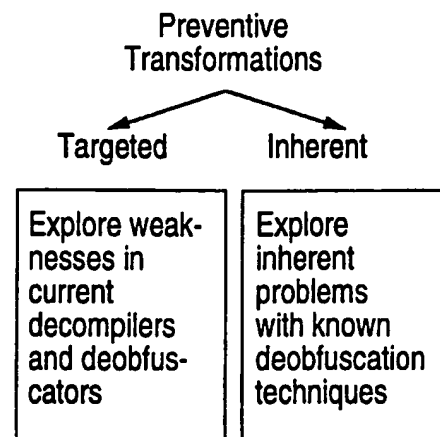 Preventive
Transformations
Targeted
Inherent
Explore weak-
nesses in
current
decompilers
and deobfus-
cators
Explore
inherent
problems
with known
deobfuscation
techniques